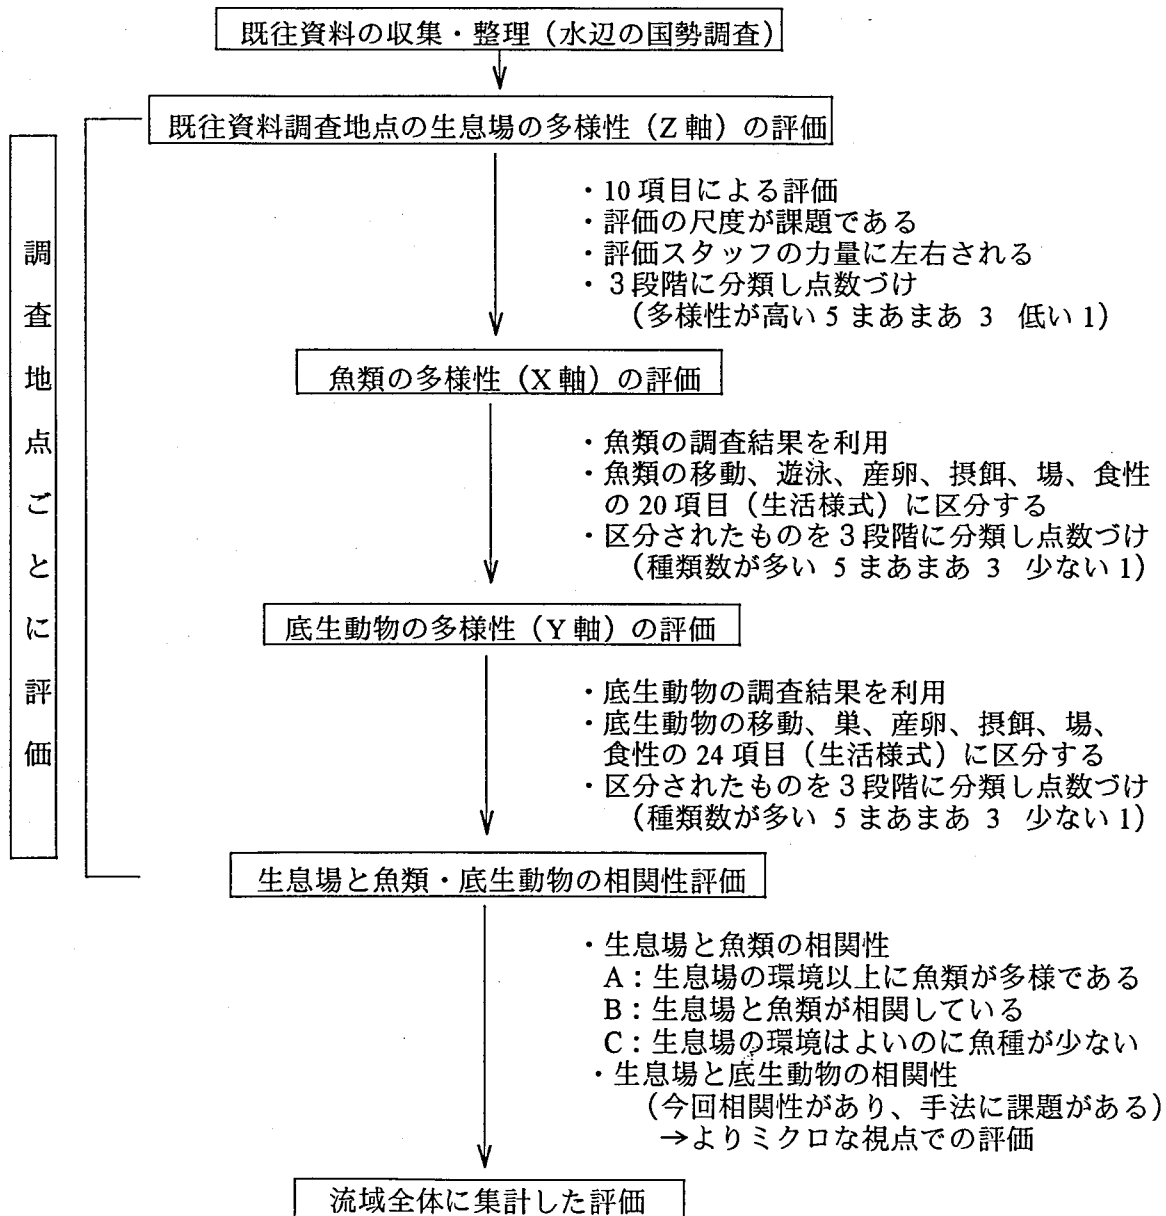 既往資料の収集・整理（水辺の国勢調査）
既往資料調査地点の生息場の多様性（Z軸）の評価
調査地点ごとに評価
・10項目による評価
・評価の尺度が課題である
・評価スタッフの力量に左右される
・３段階に分類し点数づけ
（多様性が高い 5 まあまあ 3 低い 1）
魚類の多様性（X軸）の評価
・魚類の調査結果を利用
・魚類の移動、遊泳、産卵、摂餌、場、食性
の20項目（生活様式）に区分する
・区分されたものを３段階に分類し点数づけ
（種類数が多い 5 まあまあ 3 少ない 1）
底生動物の多様性（Y軸）の評価
・底生動物の調査結果を利用
・底生動物の移動、巣、産卵、摂餌、場、
食性の24項目（生活様式）に区分する
・区分されたものを３段階に分類し点数づけ
（種類数が多い 5 まあまあ 3 少ない 1）
生息場と魚類・底生動物の相関性評価
・生息場と魚類の相関性
A：生息場の環境以上に魚類が多様である
B：生息場と魚類が相関している
C：生息場の環境はよいのに魚種が少ない
・生息場と底生動物の相関性
（今回相関性があり、手法に課題がある）
→よりミクロな視点での評価
流域全体に集計した評価